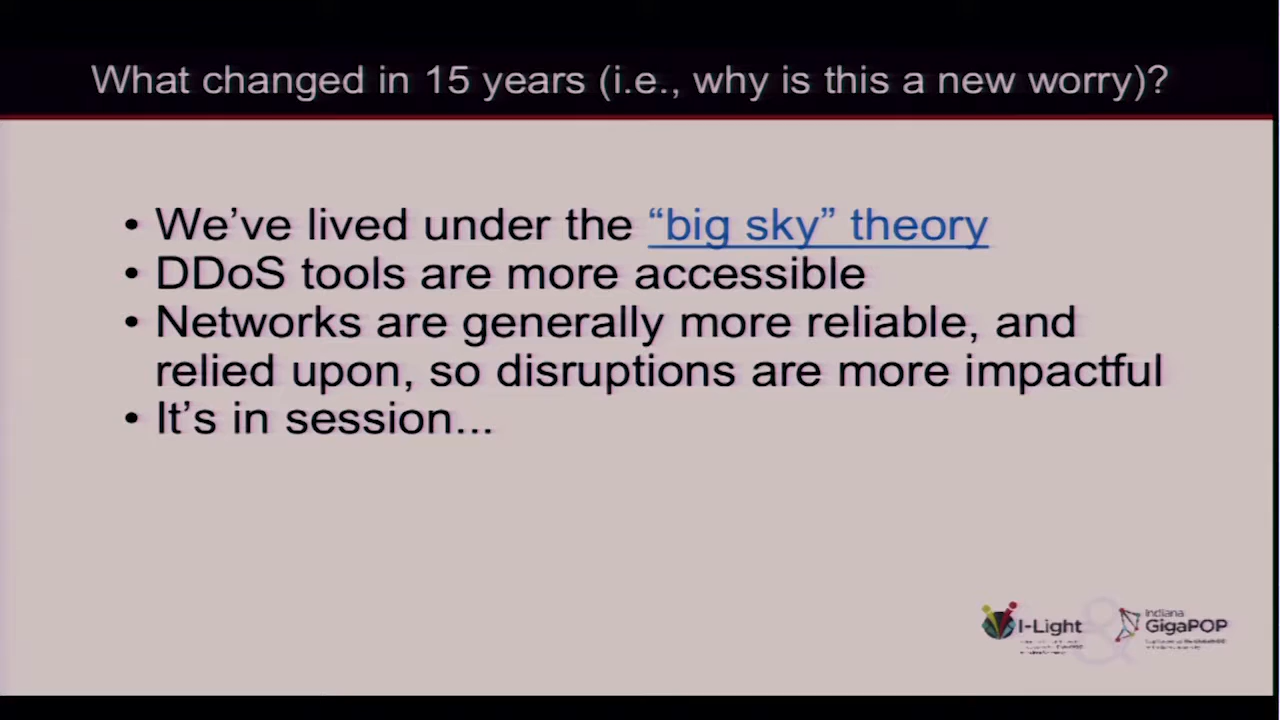 What changed in 15 years (i.e., why is this a new worry)?
• We’ve lived under the “big sky” theory
• DDoS tools are more accessible
• Networks are generally more reliable, and
relied upon, so disruptions are more impactful
• It’s in session...
I-Light
&
Indiana
GigaPOP